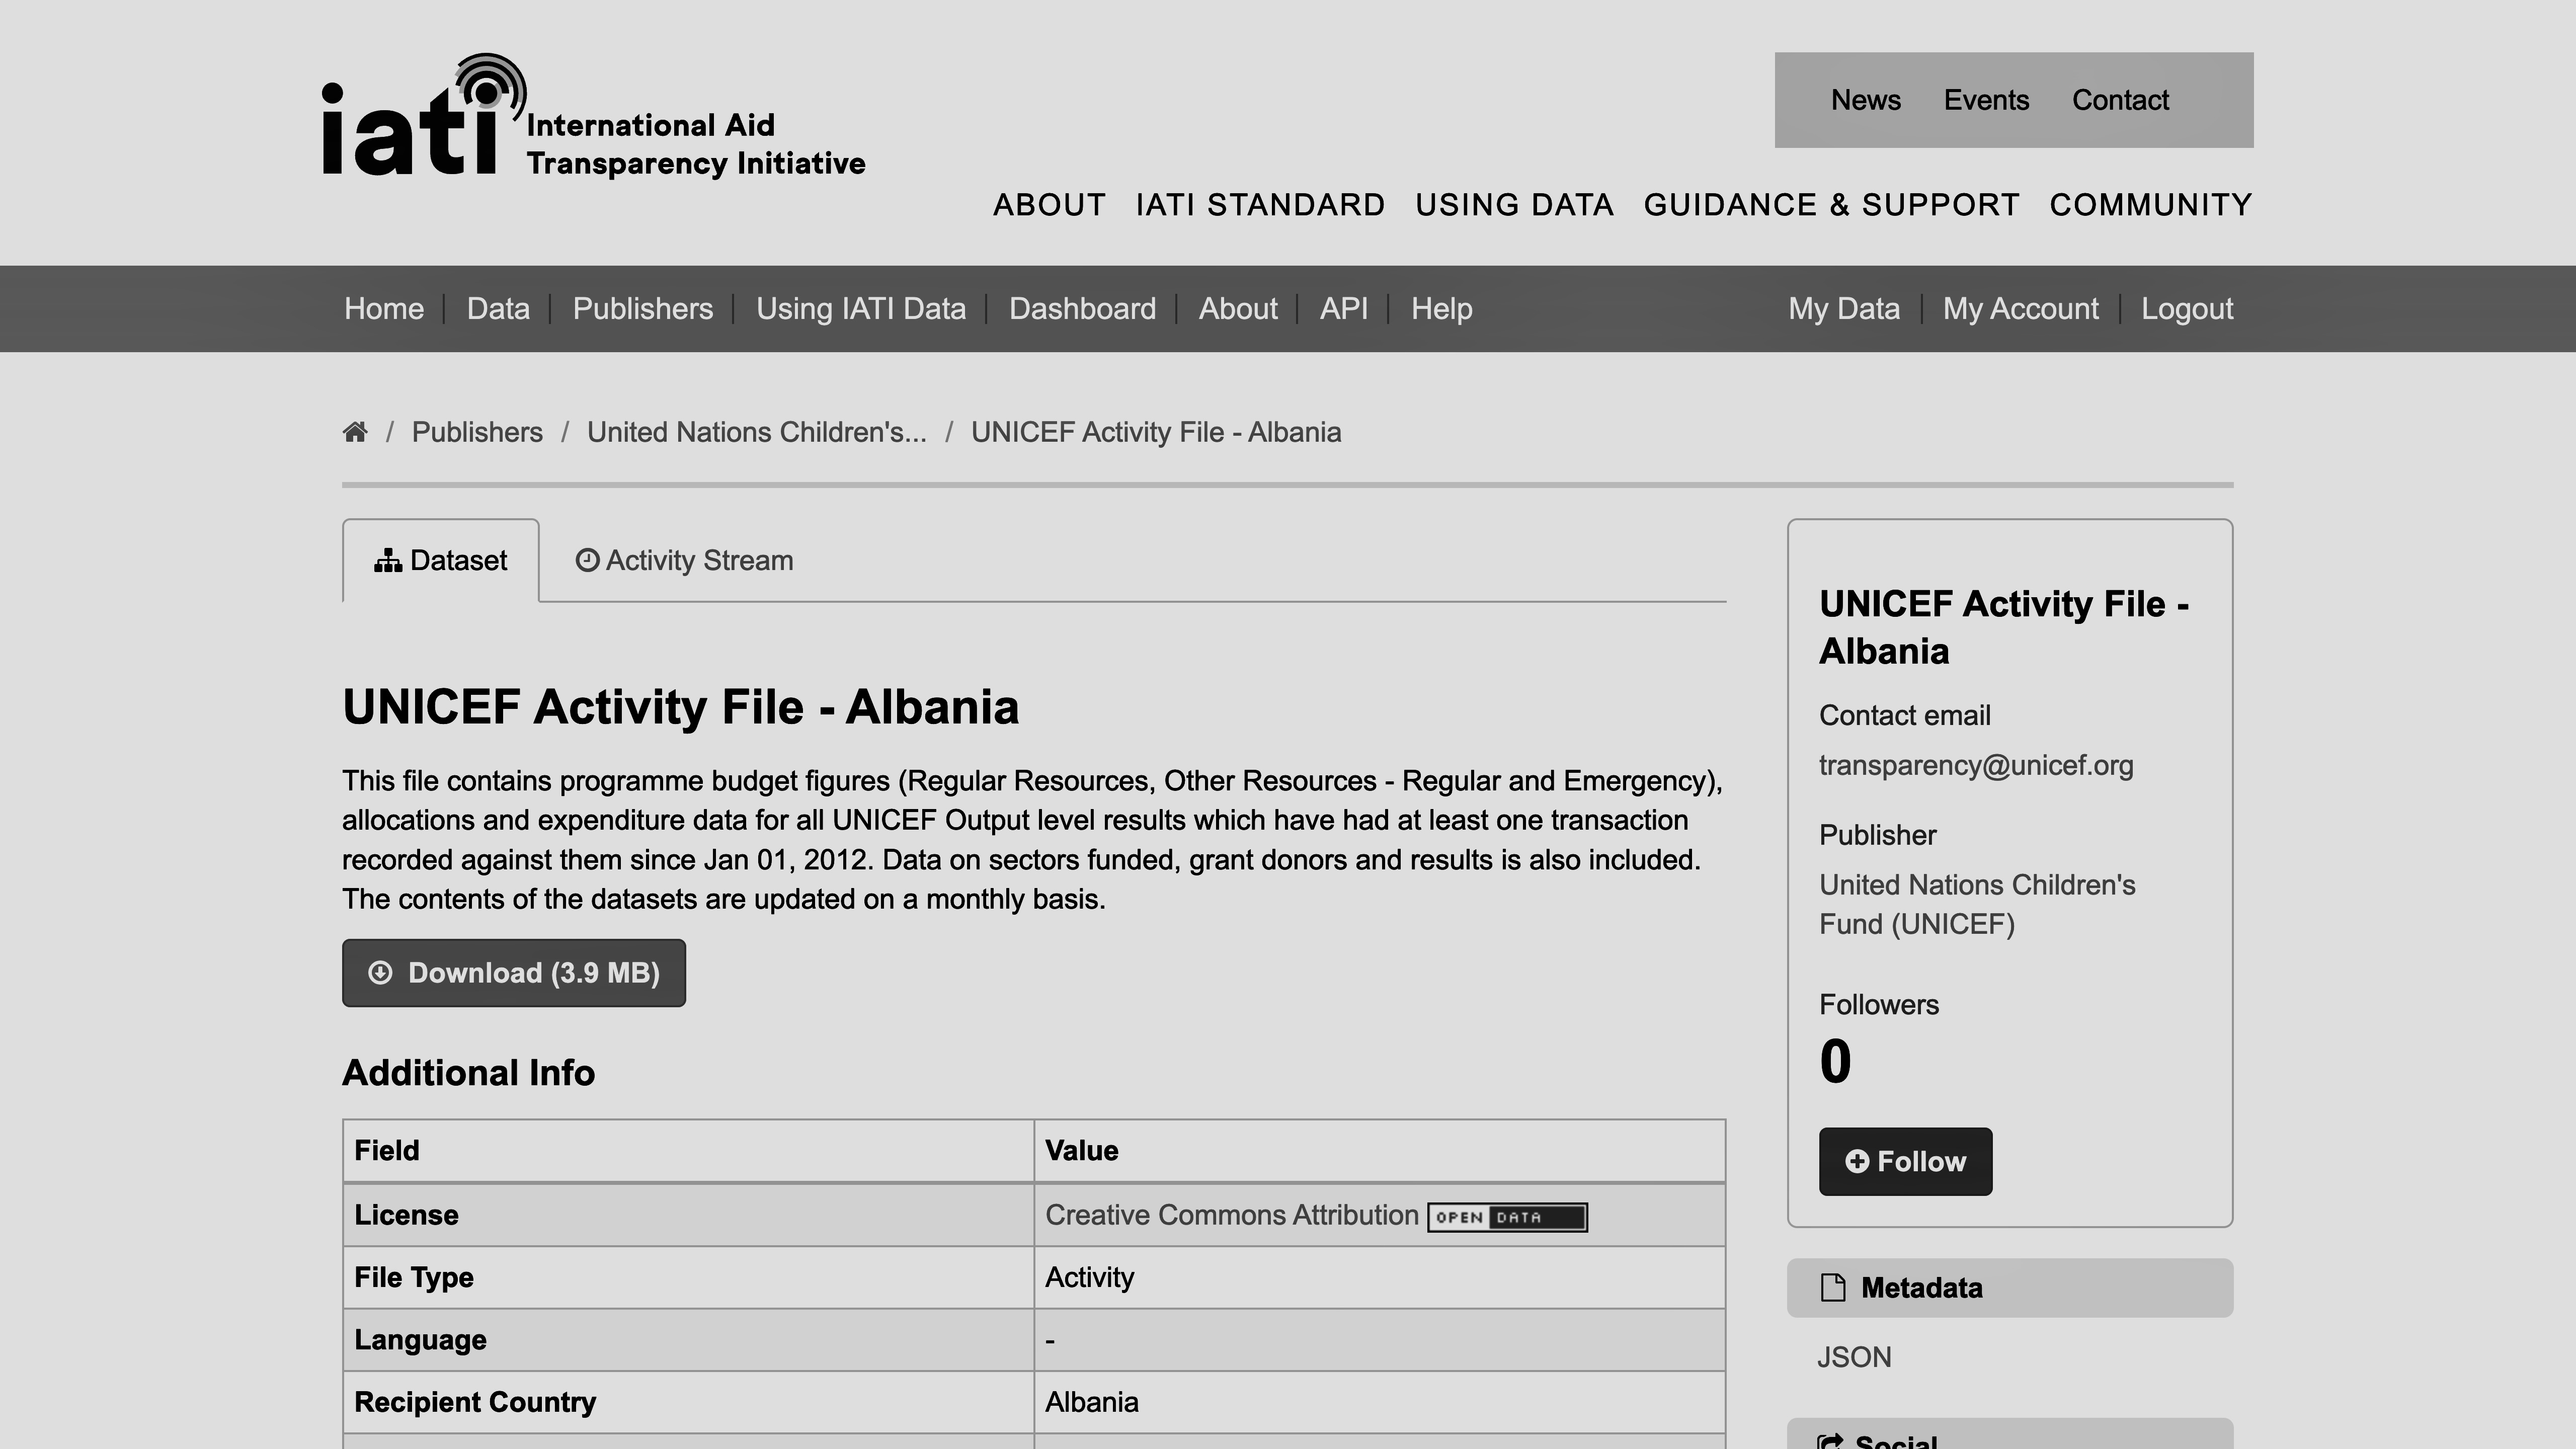 iati International Aid
Transparency Initiative
News Events Contact
ABOUT IATI STANDARD USING DATA GUIDANCE & SUPPORT COMMUNITY
Home Data Publishers Using IATI Data Dashboard About API Help My Data My Account Logout
/ Publishers / United Nations Children's... / UNICEF Activity File - Albania
Dataset Activity Stream
UNICEF Activity File - Albania
This file contains programme budget figures (Regular Resources, Other Resources - Regular and Emergency),
allocations and expenditure data for all UNICEF Output level results which have had at least one transaction
recorded against them since Jan 01, 2012. Data on sectors funded, grant donors and results is also included.
The contents of the datasets are updated on a monthly basis.
Download (3.9 MB)
Additional Info
Field Value
License Creative Commons Attribution OPEN DATA
File Type Activity
Language -
Recipient Country Albania
UNICEF Activity File -
Albania
Contact email
transparency@unicef.org
Publisher
United Nations Children's
Fund (UNICEF)
Followers
0
Follow
Metadata
JSON
Social